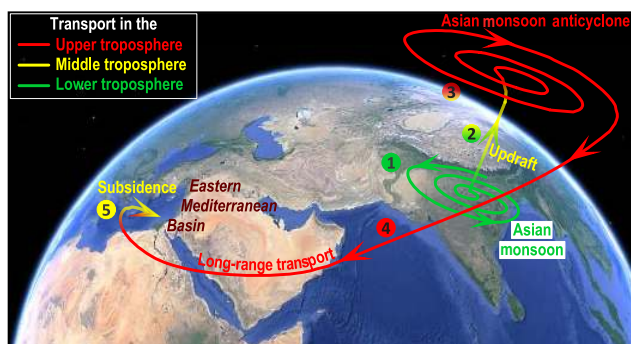 Transport in the
Upper troposphere
Middle troposphere
Lower troposphere
Asian monsoon anticyclone
3
2
Updraft
1
Subsidence
5
Eastern
Mediterranean
Basin
4
Asian
monsoon
Long-range transport